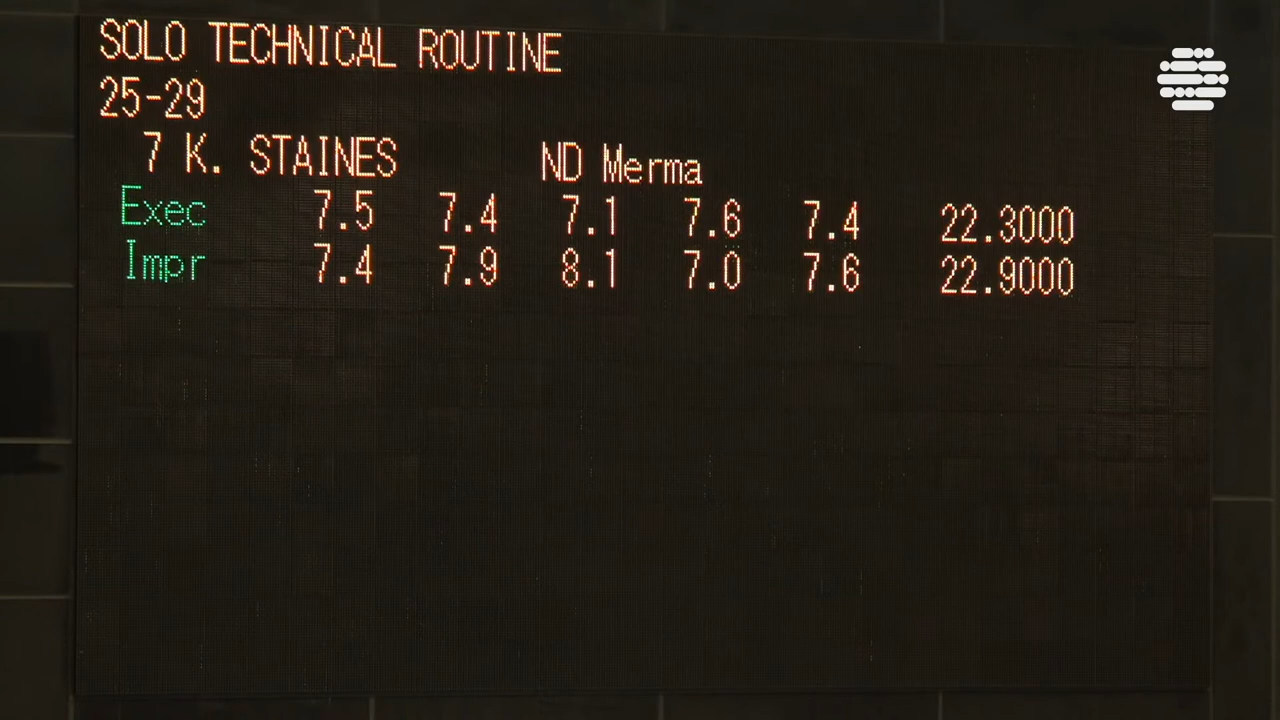 SOLO TECHNICAL ROUTINE
25-29
7 K. STAINES ND Merma
Exec 7.5 7.4 7.1 7.6 7.4 22.3000
Impr 7.4 7.9 8.1 7.0 7.6 22.9000